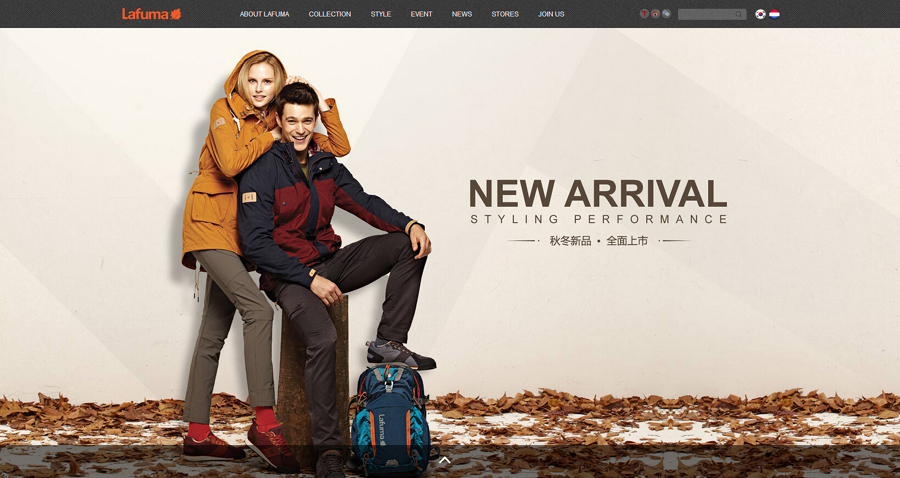 Lafuma
ABOUT LAFUMA
COLLECTION
STYLE
EVENT
NEWS
STORES
JOIN US
NEW ARRIVAL
STYLING PERFORMANCE
秋冬新品 • 全面上市
Lafuma